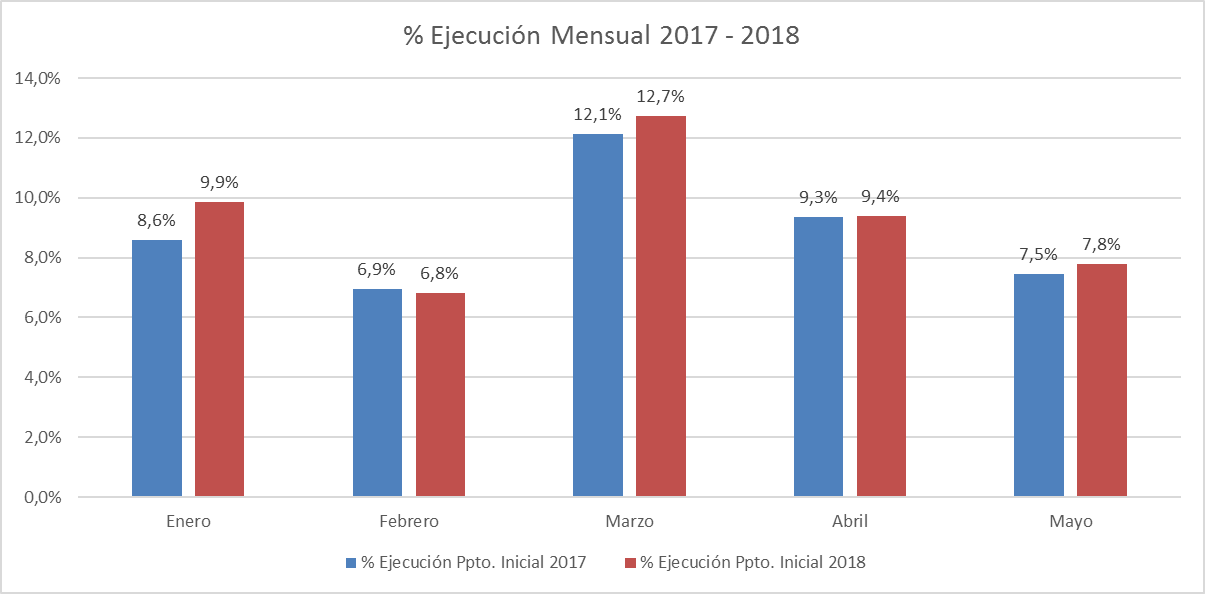 % Ejecución Mensual 2017 - 2018
14,0%
12,0%
10,0%
8,0%
6,0%
4,0%
2,0%
0,0%
8,6%
9,9%
6,9%
6,8%
12,1%
12,7%
9,3%
9,4%
7,5%
7,8%
Enero
Febrero
Marzo
Abril
Mayo
% Ejecución Ppto. Inicial 2017
% Ejecución Ppto. Inicial 2018